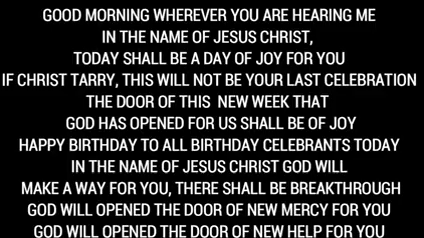 GOOD MORNING WHEREVER YOU ARE HEARING ME
IN THE NAME OF JESUS CHRIST,
TODAY SHALL BE A DAY OF JOY FOR YOU
IF CHRIST TARRY, THIS WILL NOT BE YOUR LAST CELEBRATION
THE DOOR OF THIS NEW WEEK THAT
GOD HAS OPENED FOR US SHALL BE OF JOY
HAPPY BIRTHDAY TO ALL BIRTHDAY CELEBRANTS TODAY
IN THE NAME OF JESUS CHRIST GOD WILL
MAKE A WAY FOR YOU, THERE SHALL BE BREAKTHROUGH
GOD WILL OPENED THE DOOR OF NEW MERCY FOR YOU
GOD WILL OPENED THE DOOR OF NEW HELP FOR YOU